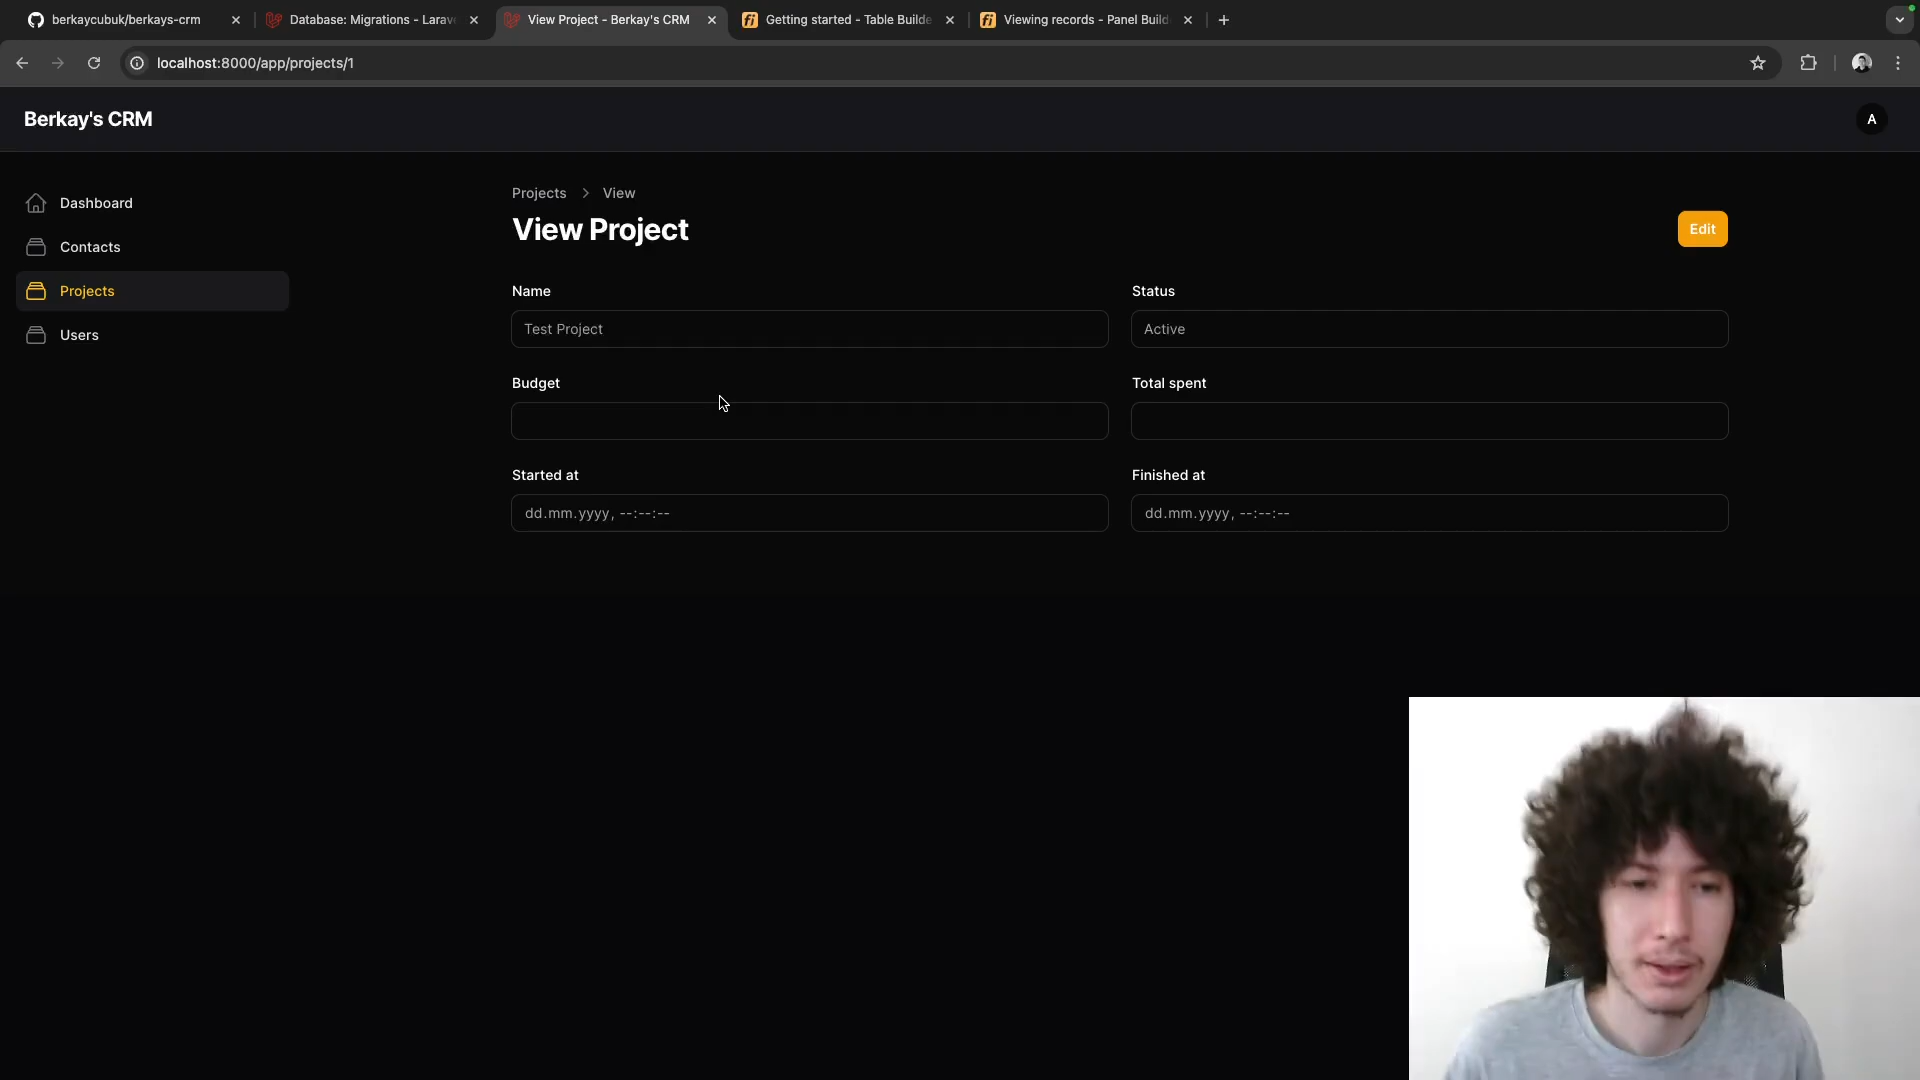 berkaycubuk/berkays-crm
Database: Migrations - Larave
View Project - Berkay's CRM
Getting started - Table Builde
Viewing records - Panel Build
localhost:8000/app/projects/1
Berkay's CRM
A
Dashboard
Contacts
Projects
Users
Projects > View
View Project
Edit
Name
Status
Test Project
Active
Budget
Total spent
Started at
Finished at
dd.mm.yyyy, --:--:--
dd.mm.yyyy, --:--:--